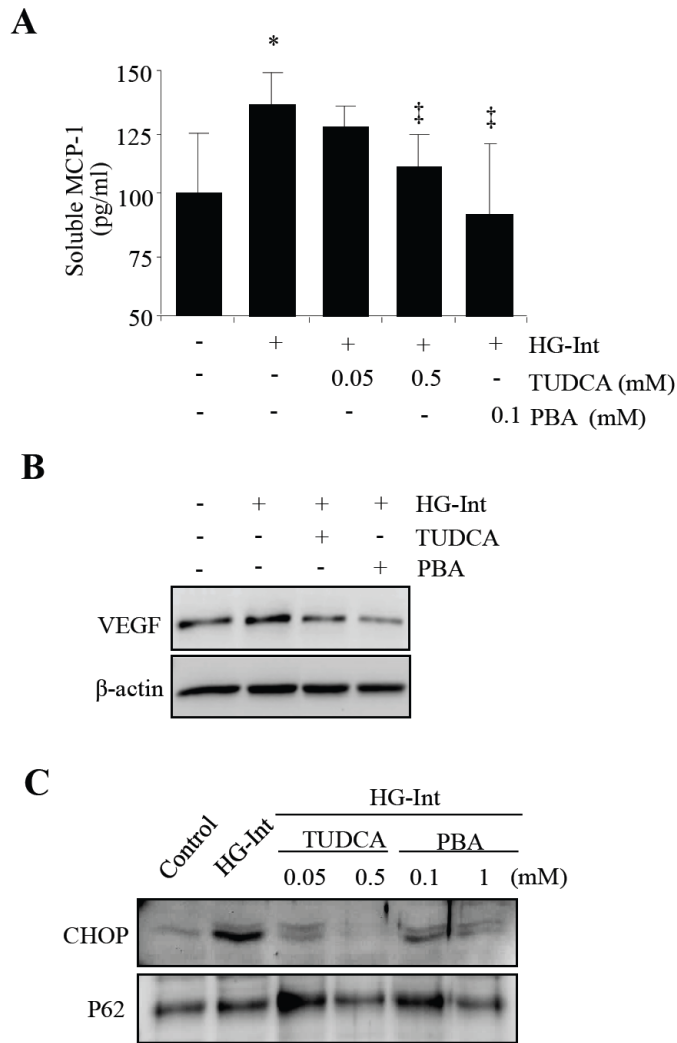 A
*
‡
‡
150
125
100
75
50
Soluble MCP-1
(pg/ml)
- + + + + HG-Int
- - 0.05 0.5 - TUDCA (mM)
- - - - 0.1 PBA (mM)
B
- + + + HG-Int
- - + - TUDCA
- - - + PBA
VEGF
β-actin
C
HG-Int
Control HG-Int TUDCA PBA
0.05 0.5 0.1 1 (mM)
CHOP
P62